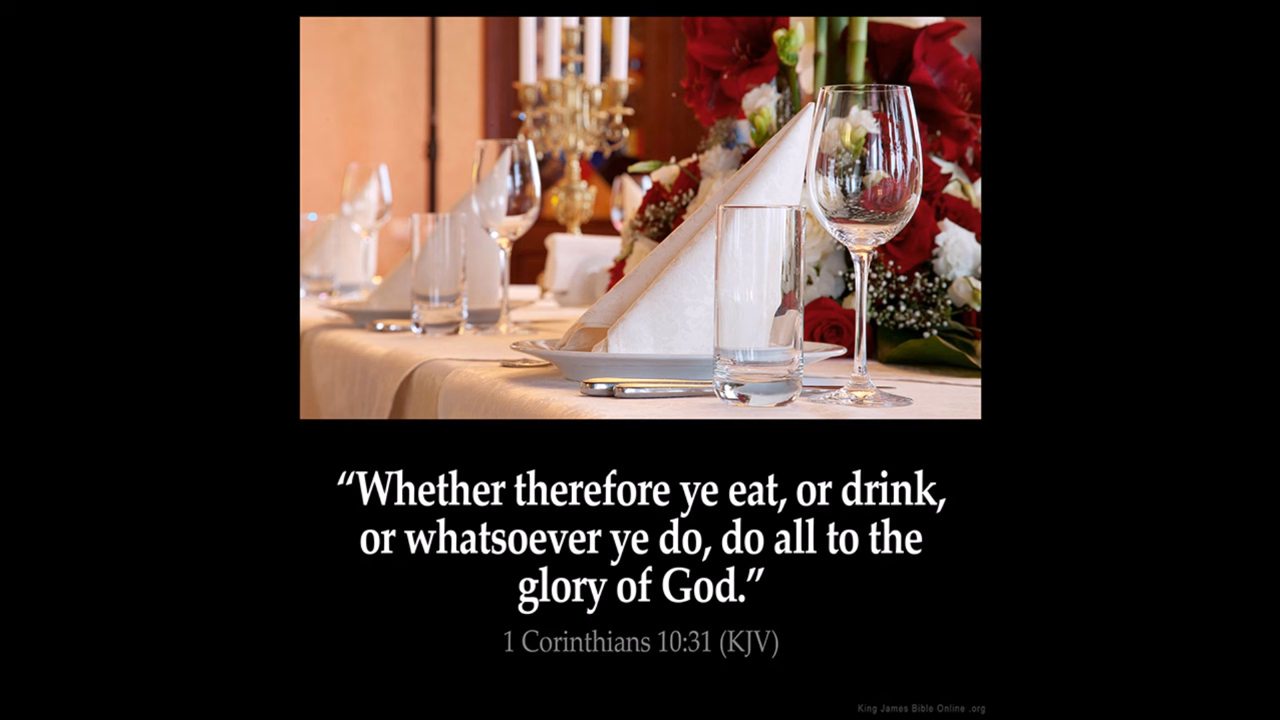 “Whether therefore ye eat, or drink,
or whatsoever ye do, do all to the
glory of God.”
1 Corinthians 10:31 (KJV)
King James Bible Online .org